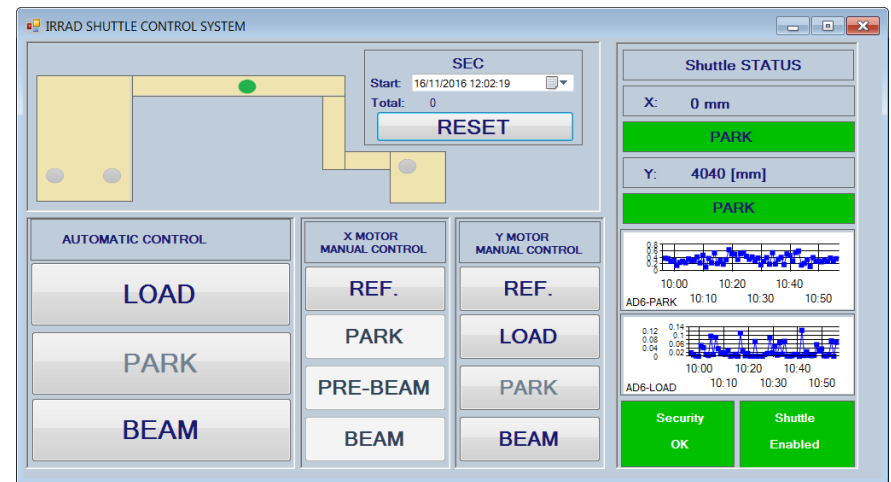 IRRAD SHUTTLE CONTROL SYSTEM
SEC
Start: 16/11/2016 12:02:19
Total: 0
RESET
Shuttle STATUS
X: 0 mm
PARK
Y: 4040 [mm]
PARK
AUTOMATIC CONTROL
LOAD
PARK
BEAM
X MOTOR
MANUAL CONTROL
REF.
PARK
PRE-BEAM
BEAM
Y MOTOR
MANUAL CONTROL
REF.
LOAD
PARK
BEAM
0.8
0
10:00 10:20 10:40
AD6-PARK 10:10 10:30 10:50
0.14
0.12
0.1
0.08
0.06
0.02
0
10:00 10:20 10:40
AD6-LOAD 10:10 10:30 10:50
Security
OK
Shuttle
Enabled